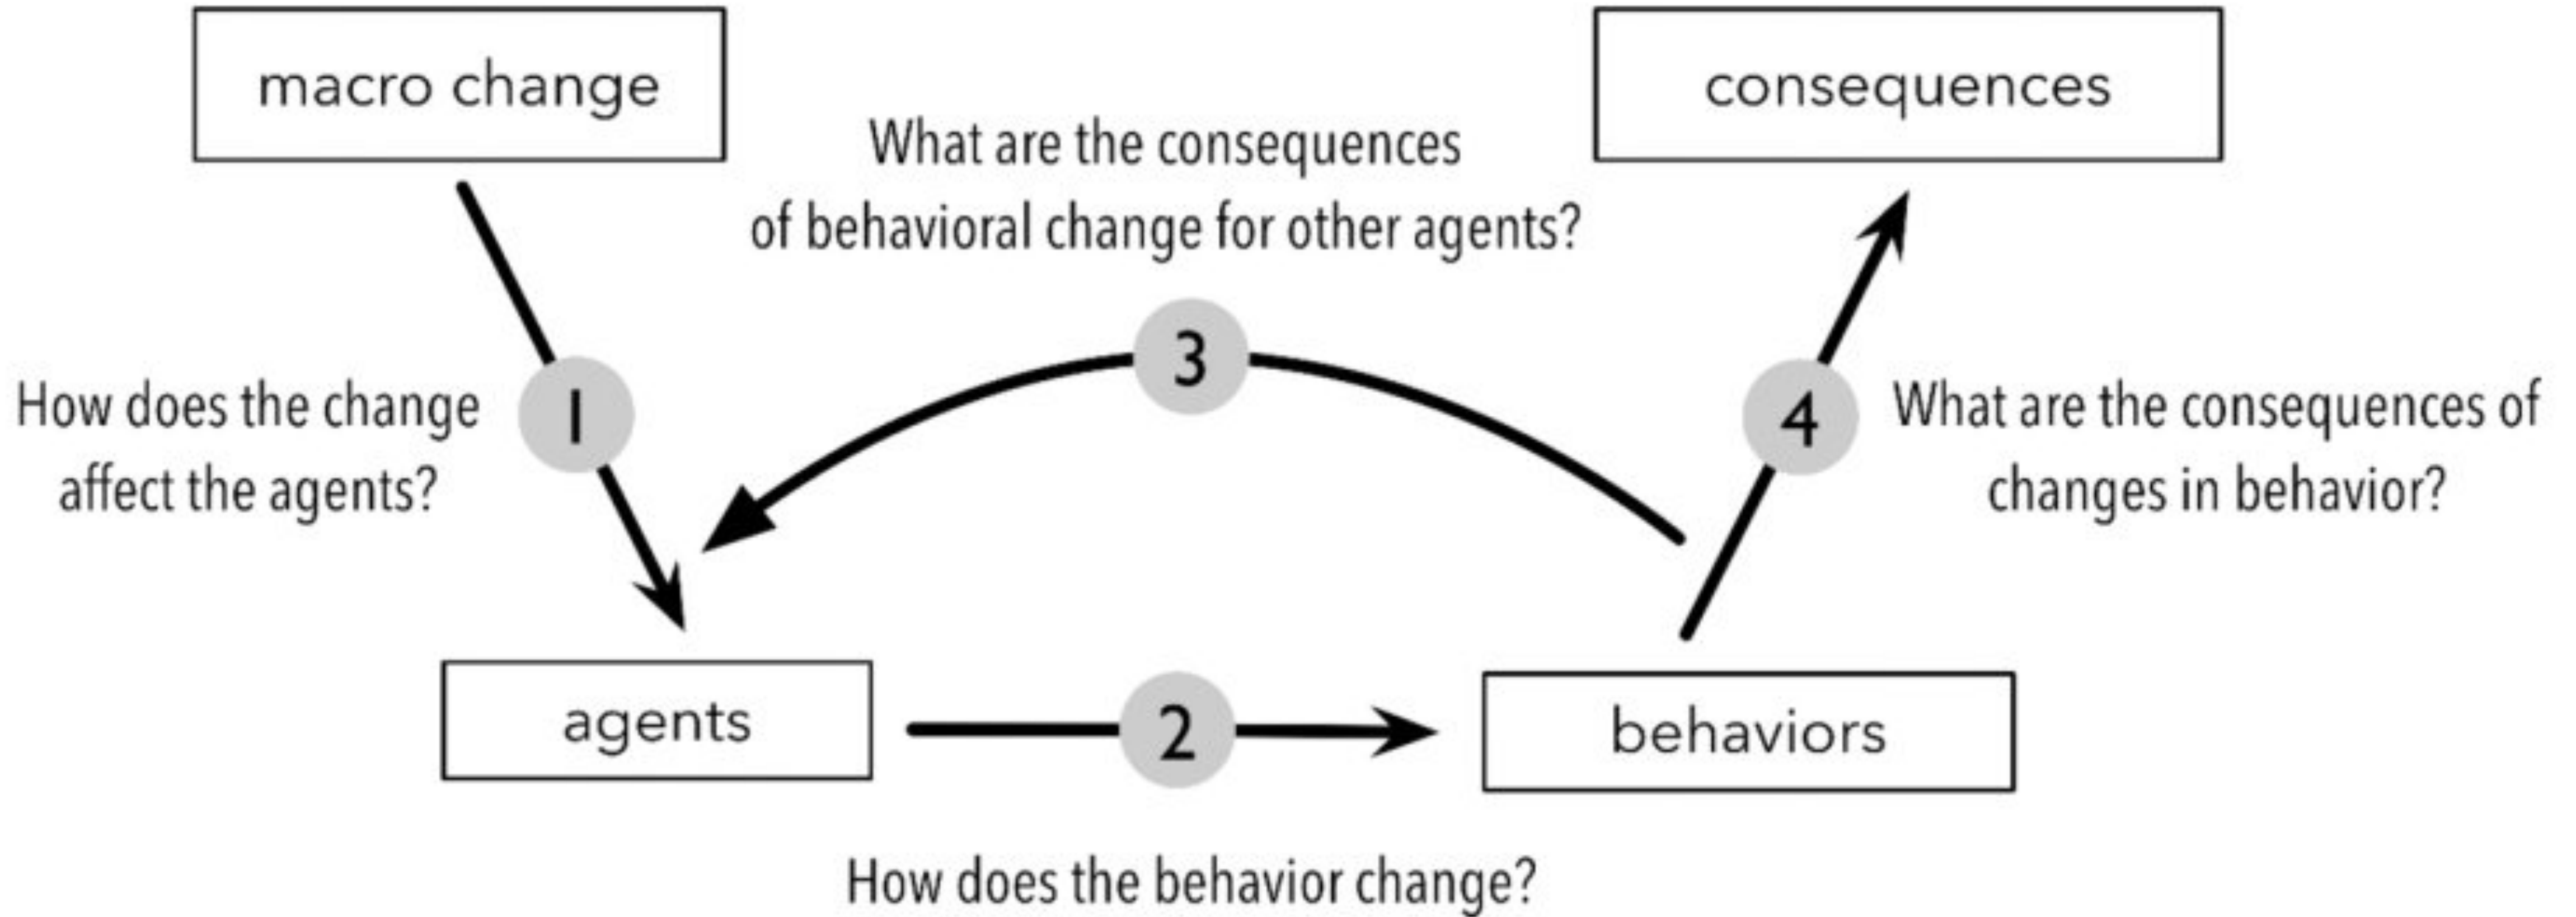 macro change
consequences
What are the consequences
of behavioral change for other agents?
3
How does the change
affect the agents?
1
4
What are the consequences of
changes in behavior?
agents
2
behaviors
How does the behavior change?